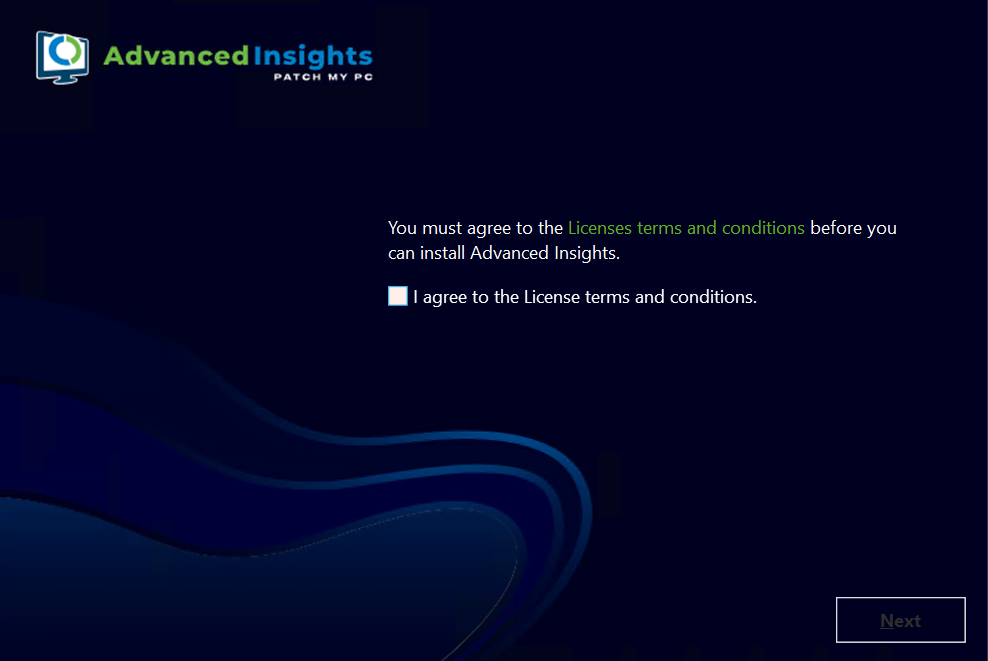 Advanced Insights
PATCH MY PC
You must agree to the Licenses terms and conditions before you
can install Advanced Insights.
I agree to the License terms and conditions.
Next